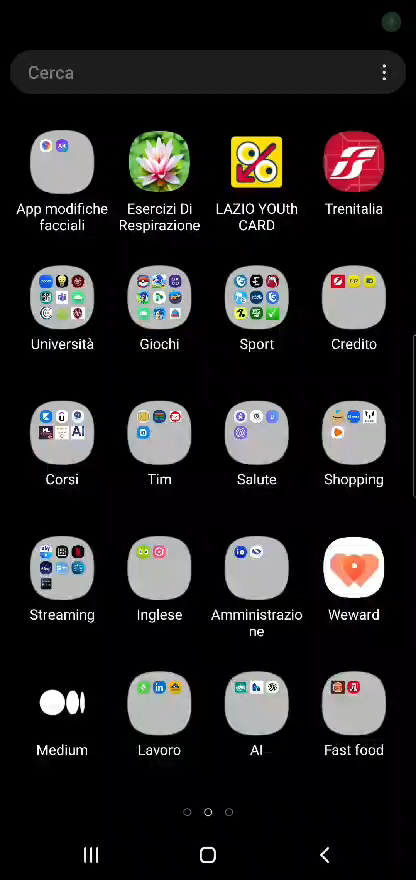 Cerca
App modifiche
facciali
Esercizi Di
Respirazione
LAZIO YOUth
CARD
Trenitalia
Università
Giochi
Sport
Credito
Corsi
Tim
Salute
Shopping
Streaming
Inglese
Amministrazio
ne
Weward
Medium
Lavoro
AI
Fast food